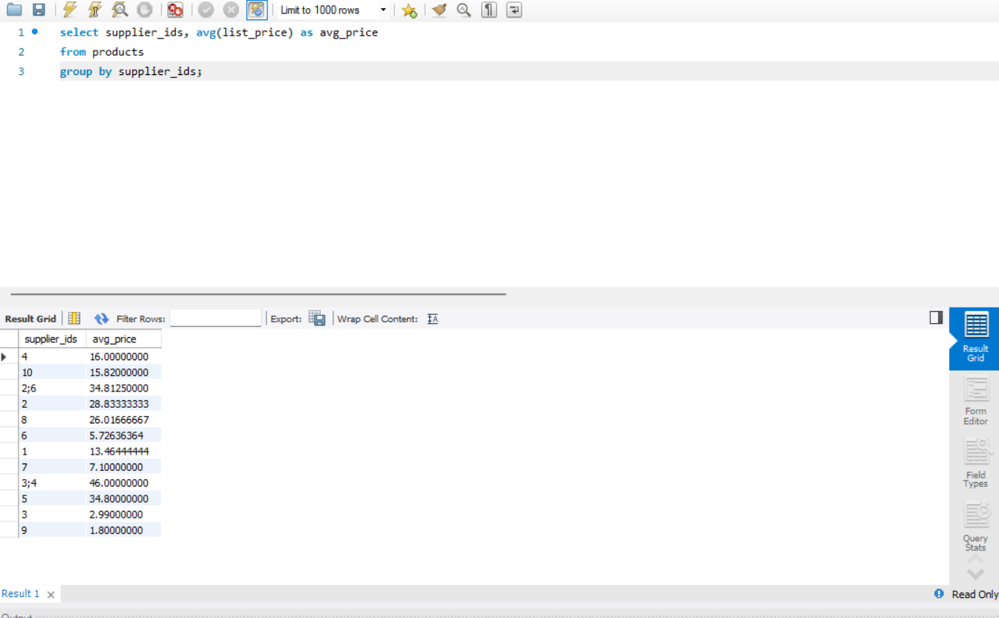 Limit to 1000 rows
1 select supplier_ids, avg(list_price) as avg_price
2 from products
3 group by supplier_ids;
Result Grid Filter Rows: Export: Wrap Cell Content:
supplier_ids avg_price
4 16.00000000
10 15.82000000
2;6 34.81250000
2 28.83333333
8 26.01666667
6 5.72636364
1 13.46444444
7 7.10000000
3;4 46.00000000
5 34.80000000
3 2.99000000
9 1.80000000
Result
Grid
Form
Editor
Field
Types
Query
Stats
Result 1
Read Only
Output